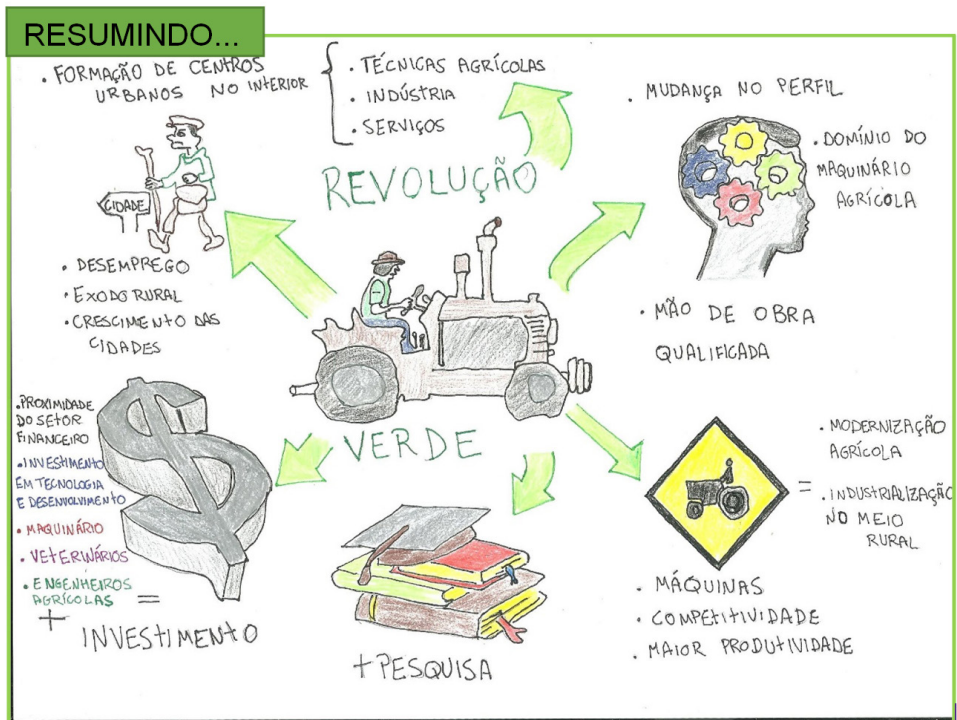 RESUMINDO...
• FORMAÇÃO DE CENTROS
URBANOS NO INTERIOR
• TÉCNICAS AGRÍCOLAS
• INDÚSTRIA
• SERVIÇOS
REVOLUÇÃO
VERDE
CIDADE
• DESEMPREGO
• EXODO RURAL
• CRESCIMENTO DAS
CIDADES
• MUDANÇA NO PERFIL
• DOMÍNIO DO
MAQUINÁRIO
AGRÍCOLA
• MÃO DE OBRA
QUALIFICADA
• PROXIMIDADE
DO SETOR
FINANCEIRO
• INVESTIMENTO
EM TECNOLOGIA
E DESENVOLVIMENTO
• MAQUINÁRIO
• VETERINÁRIOS
• ENGENHEIROS
AGRÍCOLAS =
+ INVESTIMENTO
+ PESQUISA
• MODERNIZAÇÃO
AGRÍCOLA
= • INDUSTRIALIZAÇÃO
NO MEIO
RURAL
• MÁQUINAS
• COMPETITIVIDADE
• MAIOR PRODUTIVIDADE